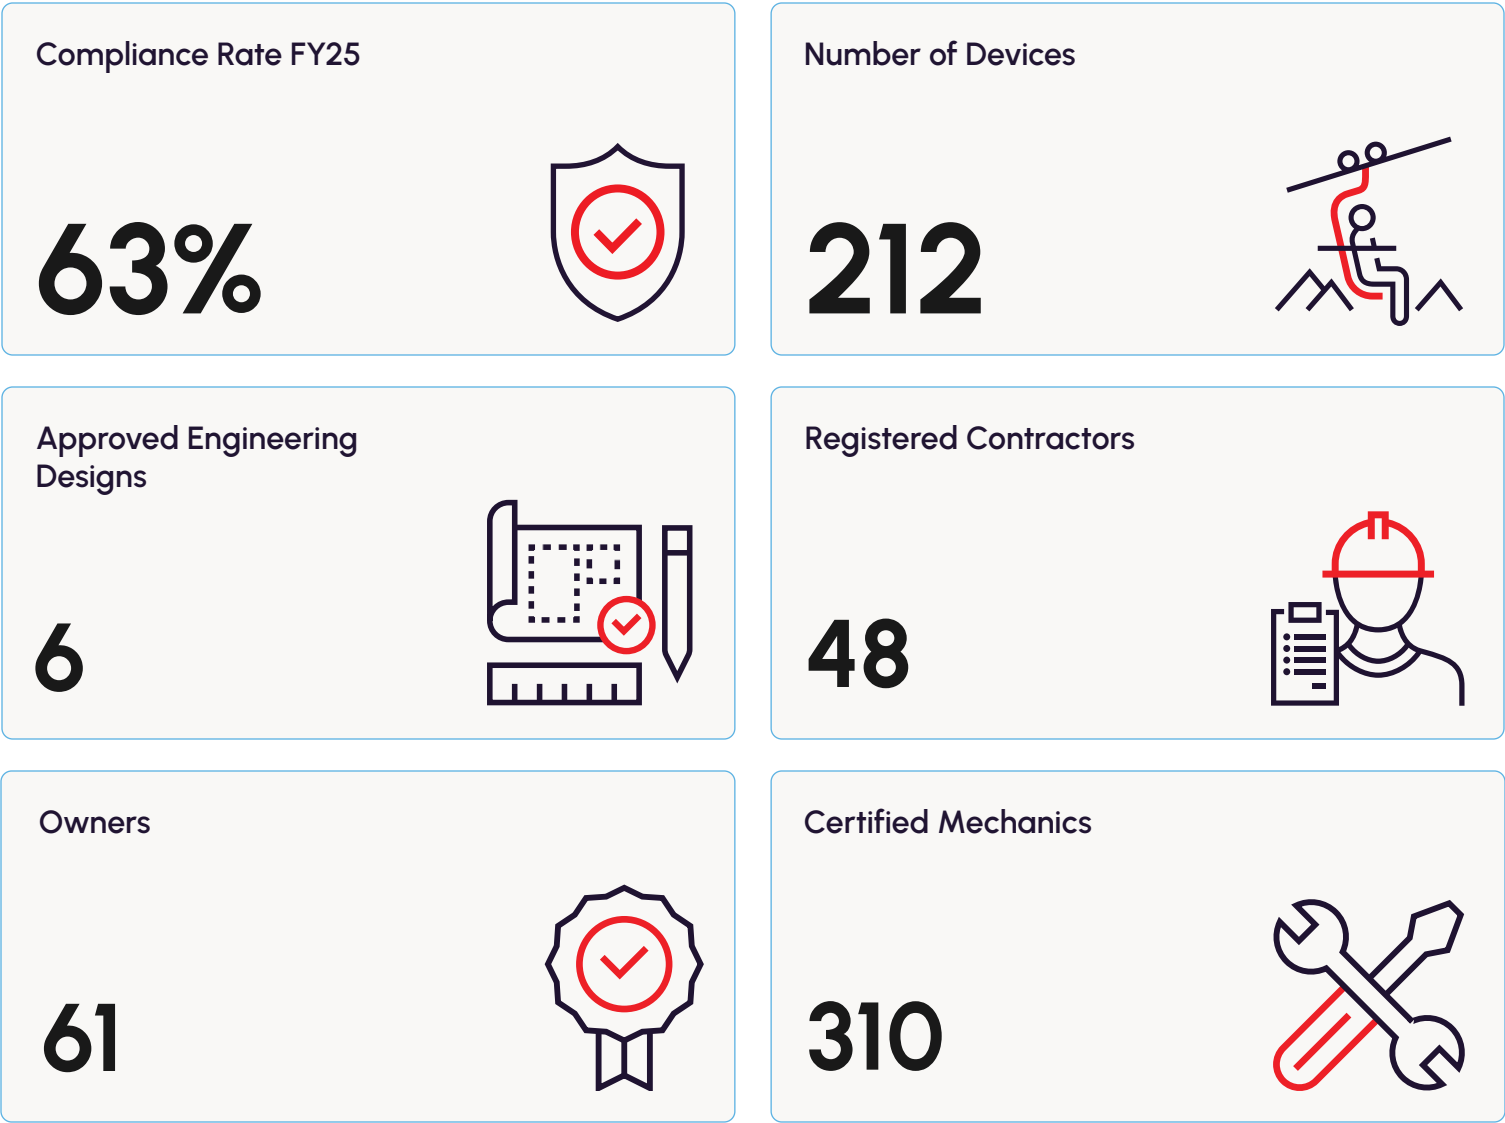 Compliance Rate FY25
63%
Number of Devices
212
Approved Engineering
Designs
6
Registered Contractors
48
Owners
61
Certified Mechanics
310